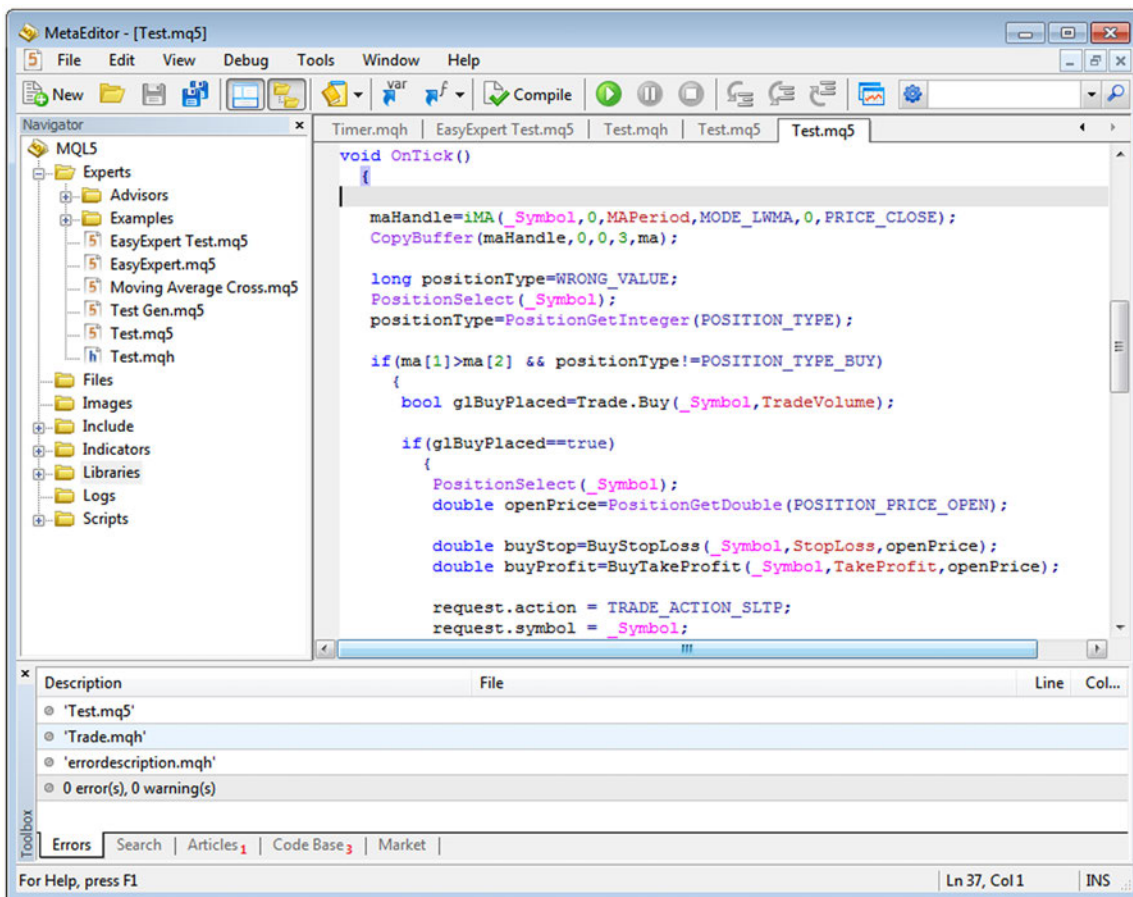 MetaEditor - [Test.mq5]
File Edit View Debug Tools Window Help
New var f Compile
Navigator
Timer.mqh | EasyExpert Test.mq5 | Test.mqh | Test.mq5 | Test.mq5
MQL5
Experts
Advisors
Examples
EasyExpert Test.mq5
EasyExpert.mq5
Moving Average Cross.mq5
Test Gen.mq5
Test.mq5
Test.mqh
Files
Images
Include
Indicators
Libraries
Logs
Scripts
void OnTick()
{
maHandle=iMA(_Symbol,0,MAPeriod,MODE_LWMA,0,PRICE_CLOSE);
CopyBuffer(maHandle,0,0,3,ma);
long positionType=WRONG_VALUE;
PositionSelect(_Symbol);
positionType=PositionGetInteger(POSITION_TYPE);
if(ma[1]>ma[2] && positionType!=POSITION_TYPE_BUY)
{
bool glBuyPlaced=Trade.Buy(_Symbol,TradeVolume);
if(glBuyPlaced==true)
{
PositionSelect(_Symbol);
double openPrice=PositionGetDouble(POSITION_PRICE_OPEN);
double buyStop=BuyStopLoss(_Symbol,StopLoss,openPrice);
double buyProfit=BuyTakeProfit(_Symbol,TakeProfit,openPrice);
request.action = TRADE_ACTION_SLTP;
request.symbol = _Symbol;
Description File Line Col...
'Test.mq5'
'Trade.mqh'
'errordescription.mqh'
0 error(s), 0 warning(s)
Toolbox
Errors | Search | Articles 1 | Code Base 3 | Market |
For Help, press F1 Ln 37, Col 1 INS